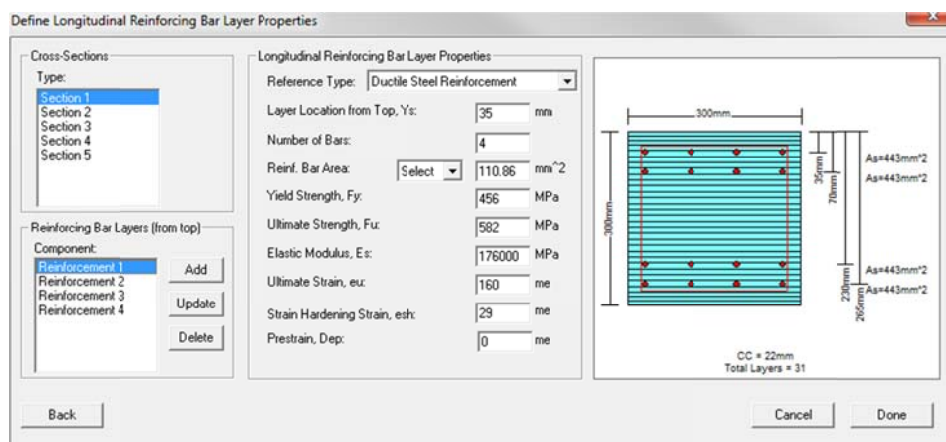 Define Longitudinal Reinforcing Bar Layer Properties
Cross-Sections
Type:
Section 1
Section 2
Section 3
Section 4
Section 5
Reinforcing Bar Layers (from top)
Component:
Reinforcement 1
Reinforcement 2
Reinforcement 3
Reinforcement 4
Add
Update
Delete
Longitudinal Reinforcing Bar Layer Properties
Reference Type: Ductile Steel Reinforcement
Layer Location from Top, Ys: 35 mm
Number of Bars: 4
Reinf. Bar Area: Select 110.86 mm^2
Yield Strength, Fy: 456 MPa
Ultimate Strength, Fu: 582 MPa
Elastic Modulus, Es: 176000 MPa
Ultimate Strain, eu: 160 me
Strain Hardening Strain, esh: 29 me
Prestrain, Dep: 0 me
300mm
300mm
35mm
70mm
230mm
265mm
As=443mm^2
As=443mm^2
As=443mm^2
As=443mm^2
CC = 22mm
Total Layers = 31
Back
Cancel
Done